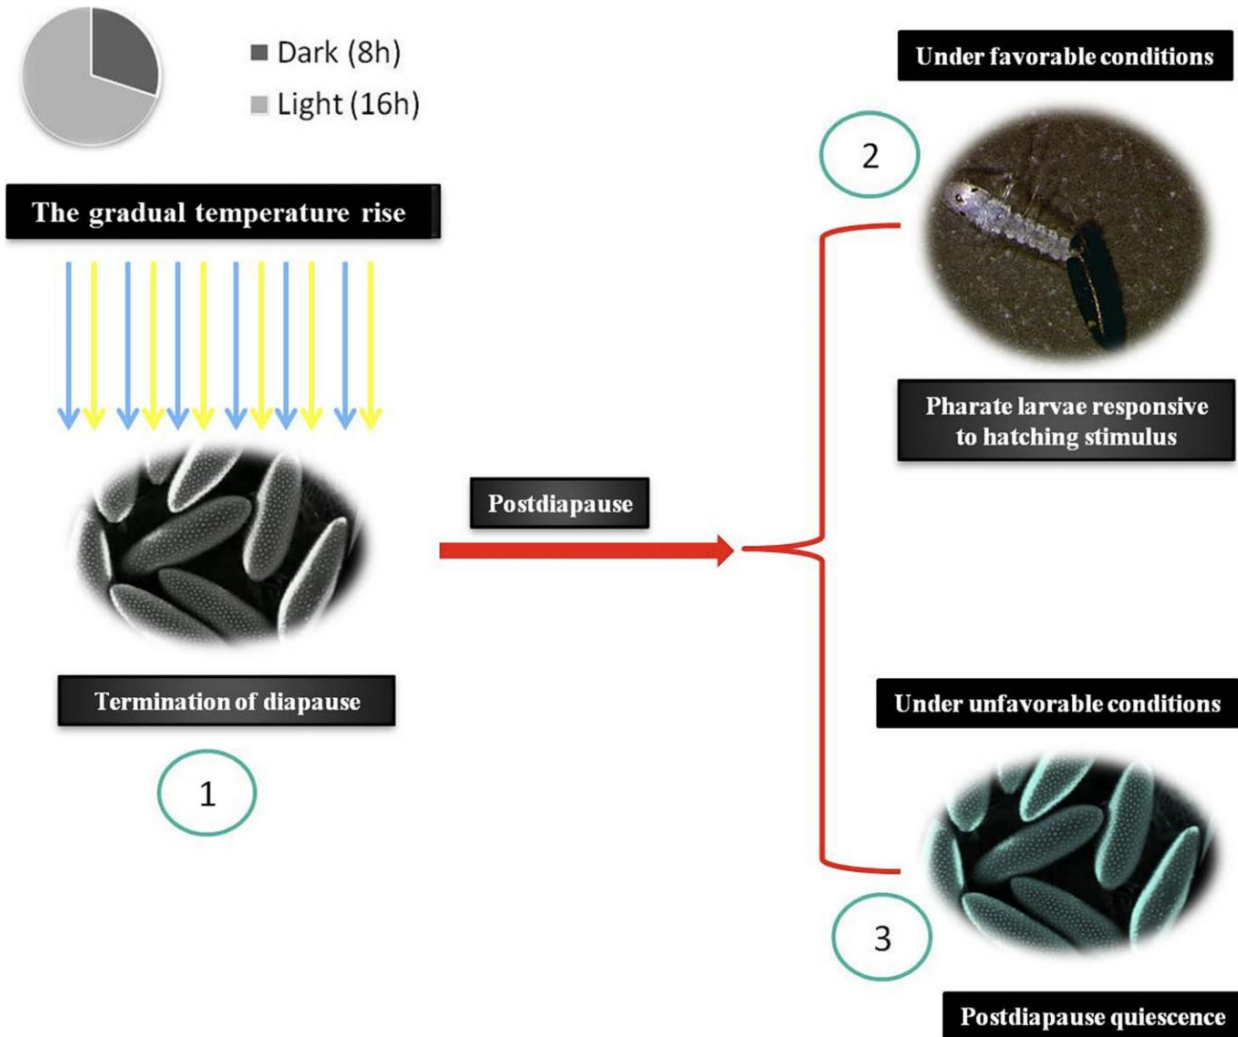 Dark (8h)
Light (16h)
The gradual temperature rise
Termination of diapause
1
Postdiapause
Under favorable conditions
2
Pharate larvae responsive
to hatching stimulus
Under unfavorable conditions
3
Postdiapause quiescence